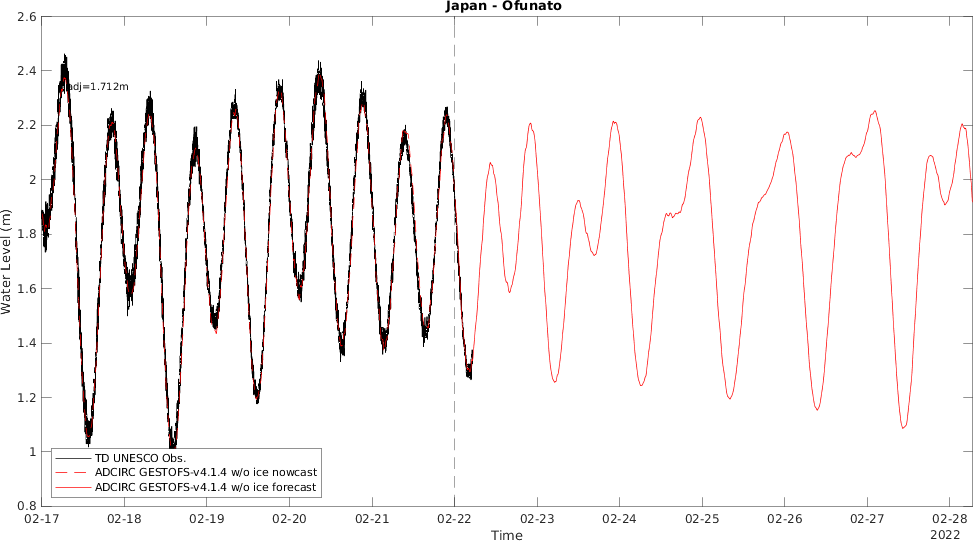 Japan - Ofunato
2.6
2.4
2.2
2
1.8
1.6
1.4
1.2
1
0.8
Water Level (m)
adj=1.712m
TD UNESCO Obs.
ADCIRC GESTOFS-v4.1.4 w/o ice nowcast
ADCIRC GESTOFS-v4.1.4 w/o ice forecast
02-17 02-18 02-19 02-20 02-21 02-22 02-23 02-24 02-25 02-26 02-27 02-28
2022
Time